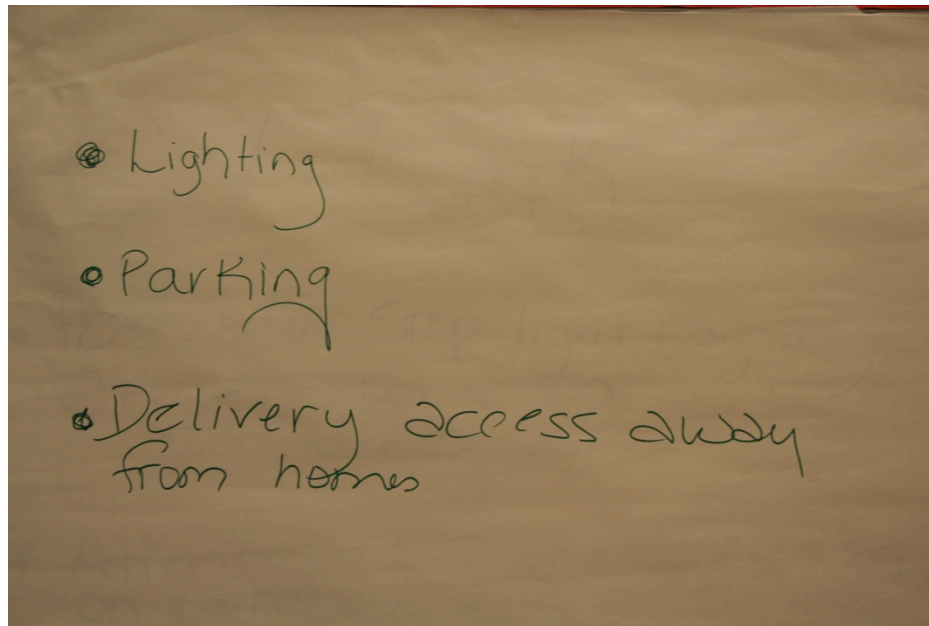 • Lighting
• Parking
• Delivery access away
from homes